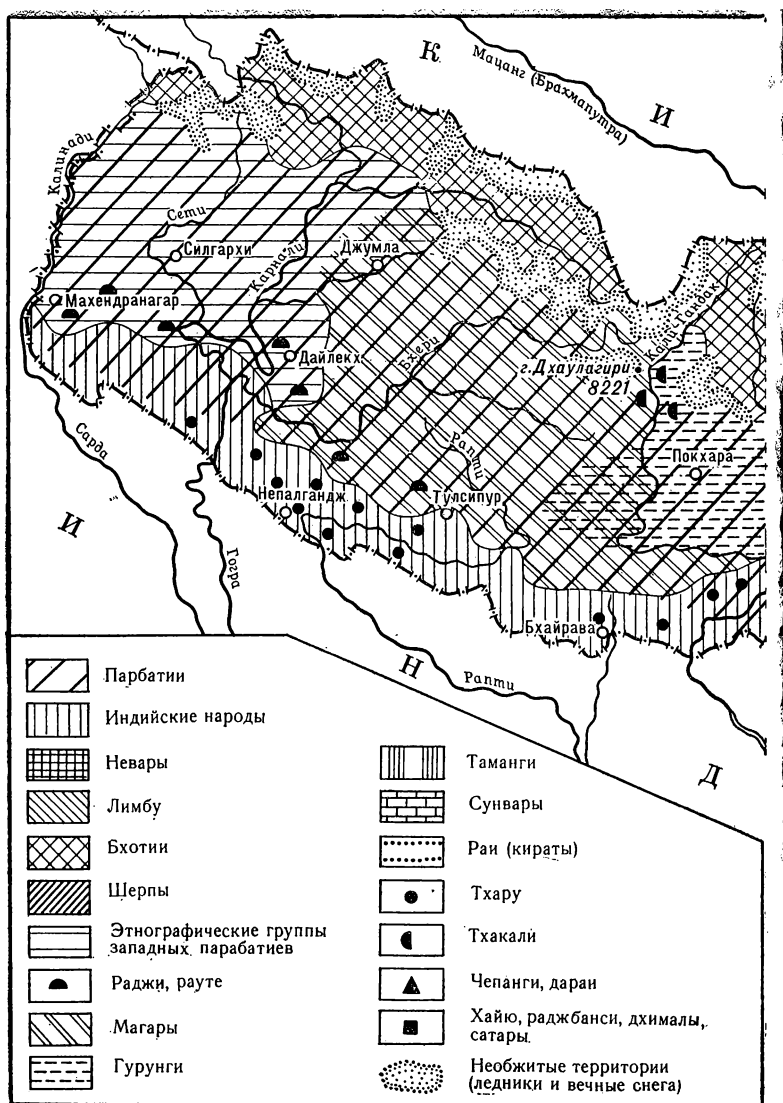 К
И
Мацанг (Брахмапутра)
Калинади
Сети
Силгархи
Карнали
Джумла
Махендранагар
Дайлекх
Бхери
г. Дхаулагири
8221
Кали Гандак
Покхара
Рапти
Сарда
Непалгандж
Тулсипур
И
Гогра
Бхайрава
Н
Рапти
Д
Парбатии
Индийские народы
Невары
Лимбу
Бхотии
Шерпы
Этнографические группы
западных парабатиев
Раджи, рауте
Магары
Гурунги
Таманги
Сунвары
Раи (кираты)
Тхару
Тхакали
Чепанги, дараи
Хайю, раджбанси, дхималы,
сатары
Необжитые территории
(ледники и вечные снега)